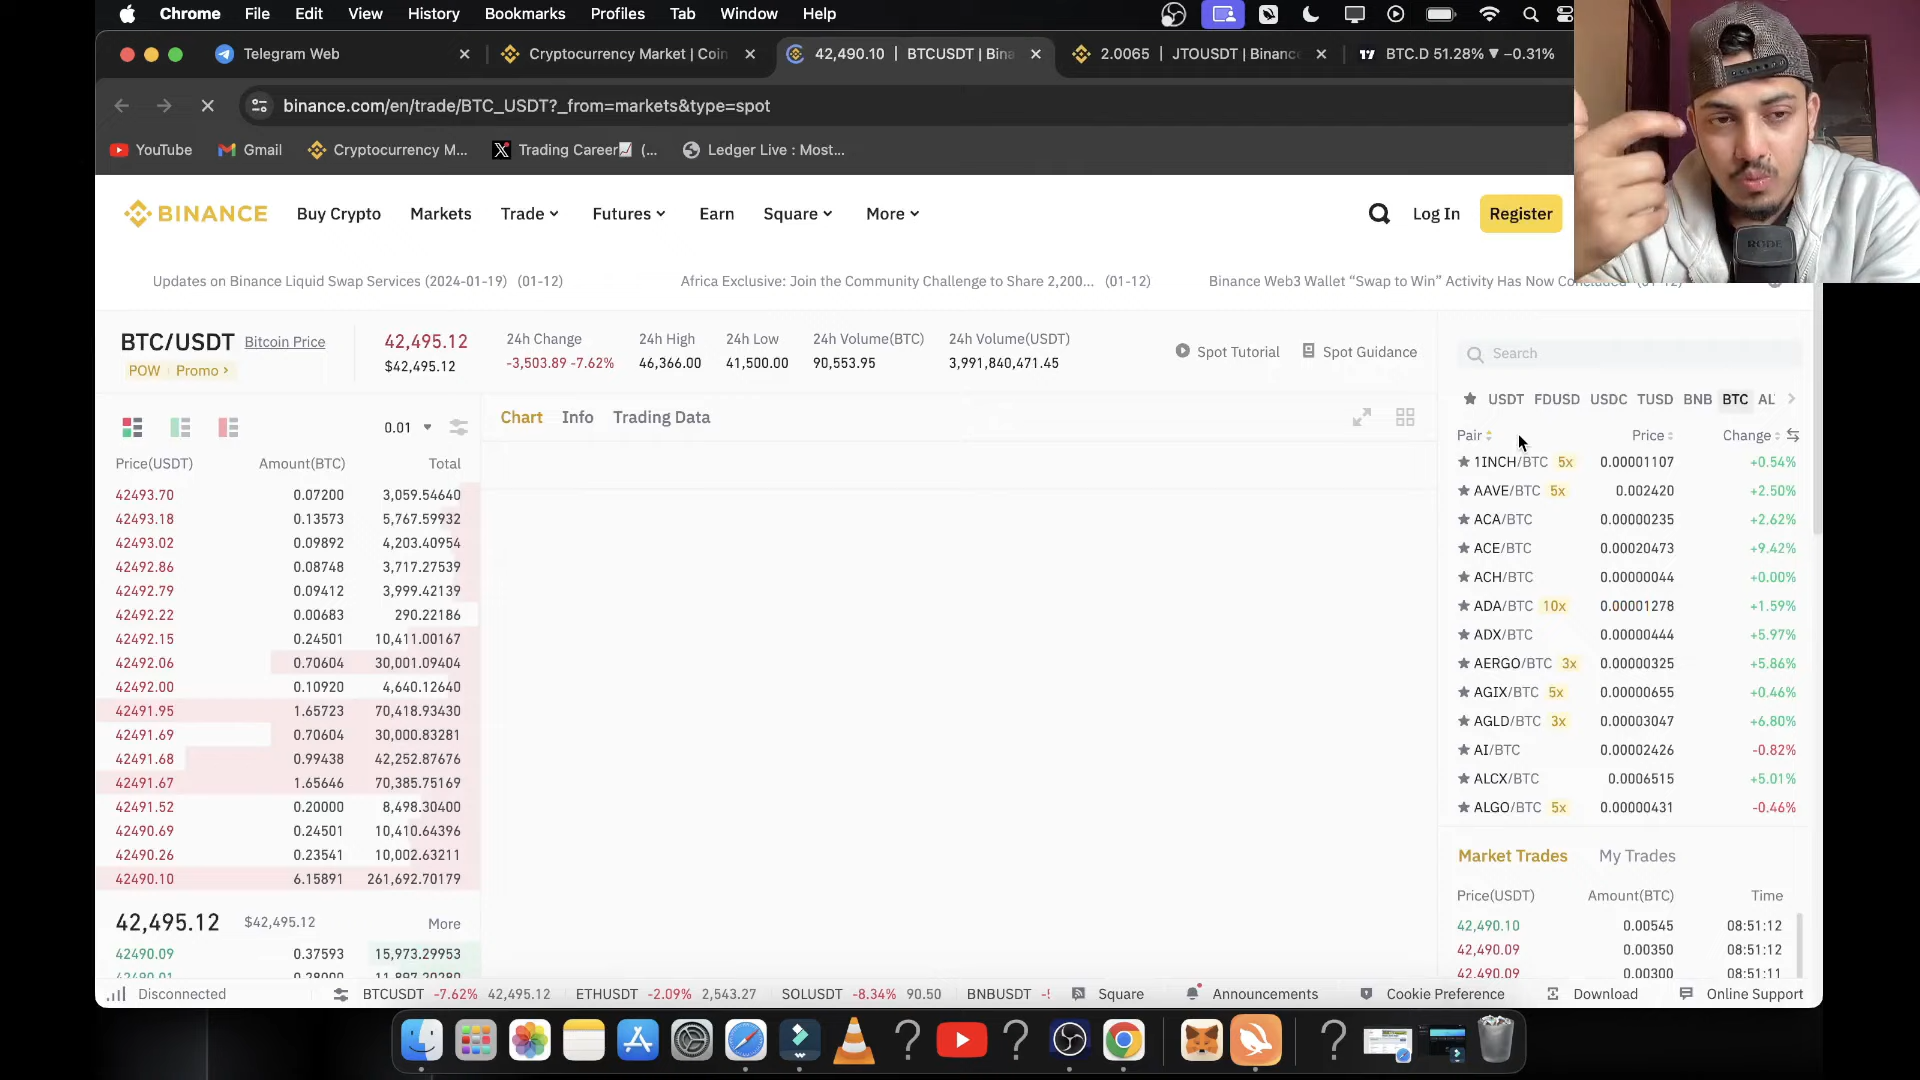 Chrome File Edit View History Bookmarks Profiles Tab Window Help
Telegram Web
Cryptocurrency Market | Coin
42,490.10 | BTCUSDT | Bina
2.0065 | JTOUSDT | Binanc
BTC.D 51.28% ▼ −0.31%
binance.com/en/trade/BTC_USDT?_from=markets&type=spot
YouTube Gmail Cryptocurrency M... Trading Career📈 (... Ledger Live : Most...
BINANCE Buy Crypto Markets Trade Futures Earn Square More Log In Register
Updates on Binance Liquid Swap Services (2024-01-19) (01-12) Africa Exclusive: Join the Community Challenge to Share 2,200... (01-12) Binance Web3 Wallet “Swap to Win” Activity Has Now
RODE
BTC/USDT Bitcoin Price
POW Promo >
42,495.12
$42,495.12
24h Change
-3,503.89 -7.62%
24h High
46,366.00
24h Low
41,500.00
24h Volume(BTC)
90,553.95
24h Volume(USDT)
3,991,840,471.45
Spot Tutorial Spot Guidance
0.01
Price(USDT) Amount(BTC) Total
42493.70 0.07200 3,059.54640
42493.18 0.13573 5,767.59932
42493.02 0.09892 4,203.40954
42492.86 0.08748 3,717.27539
42492.79 0.09412 3,999.42139
42492.22 0.00683 290.22186
42492.15 0.24501 10,411.00167
42492.06 0.70604 30,001.09404
42492.00 0.10920 4,640.12640
42491.95 1.65723 70,418.93430
42491.69 0.70604 30,000.83281
42491.68 0.99438 42,252.87676
42491.67 1.65646 70,385.75169
42491.52 0.20000 8,498.30400
42490.69 0.24501 10,410.64396
42490.26 0.23541 10,002.63211
42490.10 6.15891 261,692.70179
42,495.12 $42,495.12 More
42490.09 0.37593 15,973.29953
42490.01 0.28000 11,897.20280
Chart Info Trading Data
Search
USDT FDUSD USDC TUSD BNB BTC AL
Pair Price Change
1INCH/BTC 5x 0.00001107 +0.54%
AAVE/BTC 5x 0.002420 +2.50%
ACA/BTC 0.00000235 +2.62%
ACE/BTC 0.00020473 +9.42%
ACH/BTC 0.00000044 +0.00%
ADA/BTC 10x 0.00001278 +1.59%
ADX/BTC 0.00000444 +5.97%
AERGO/BTC 3x 0.00000325 +5.86%
AGIX/BTC 5x 0.00000655 +0.46%
AGLD/BTC 3x 0.00003047 +6.80%
AI/BTC 0.00002426 -0.82%
ALCX/BTC 0.0006515 +5.01%
ALGO/BTC 5x 0.00000431 -0.46%
Market Trades My Trades
Price(USDT) Amount(BTC) Time
42,490.10 0.00545 08:51:12
42,490.09 0.00350 08:51:12
42,490.09 0.00300 08:51:11
Disconnected BTCUSDT -7.62% 42,495.12 ETHUSDT -2.09% 2,543.27 SOLUSDT -8.34% 90.50 BNBUSDT Square Announcements Cookie Preference Download Online Support